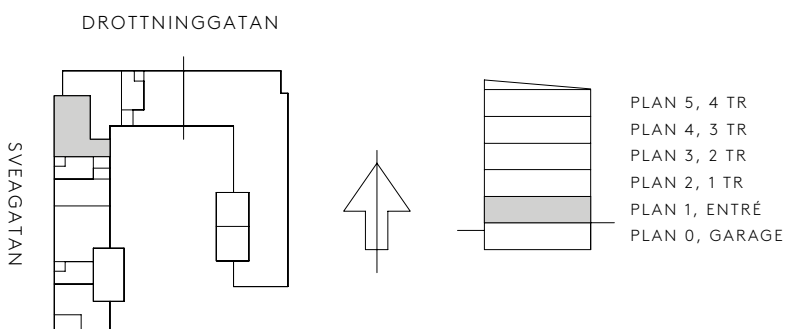 DROTTNINGGATAN
SVEAGATAN
PLAN 5, 4 TR
PLAN 4, 3 TR
PLAN 3, 2 TR
PLAN 2, 1 TR
PLAN 1, ENTRÉ
PLAN 0, GARAGE